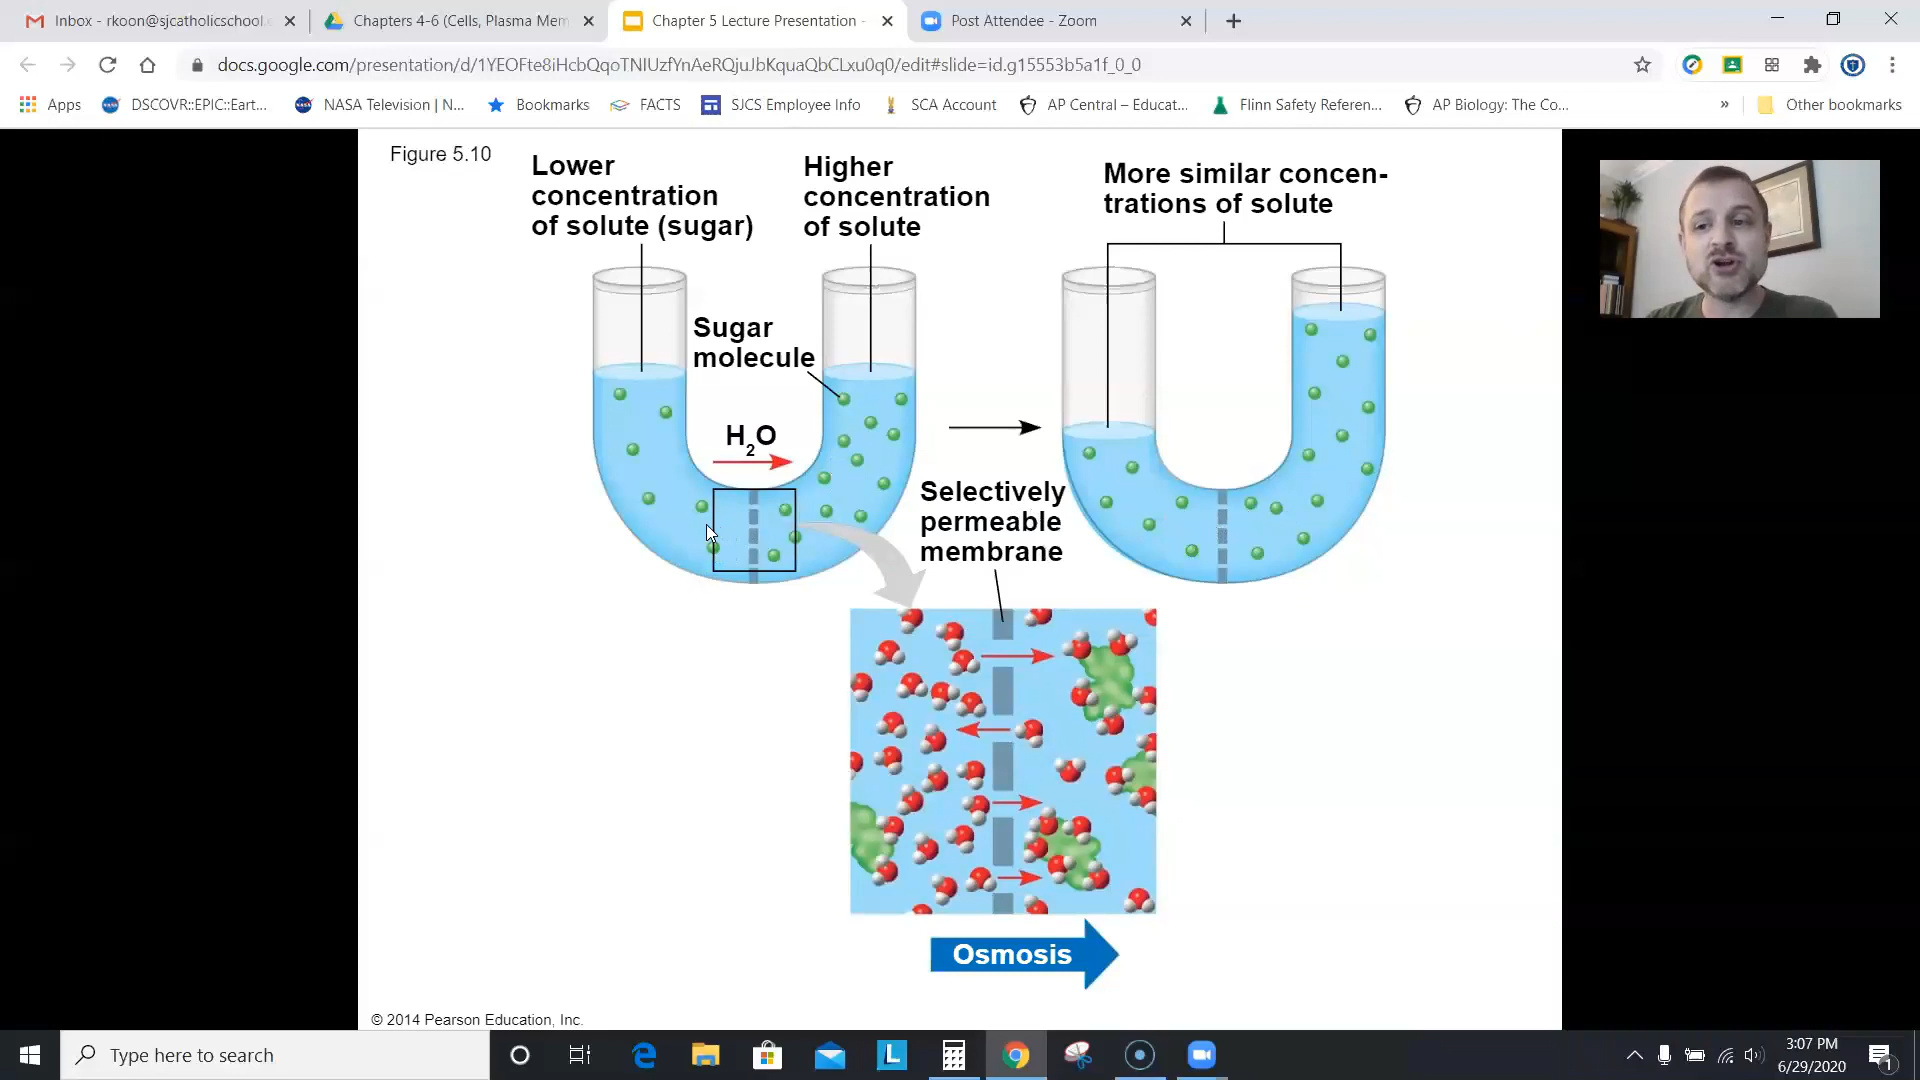 Inbox - rkoon@sjcatholicschool.
Chapters 4-6 (Cells, Plasma Mem
Chapter 5 Lecture Presentation -
Post Attendee - Zoom
docs.google.com/presentation/d/1YEOFte8iHcbQqoTNIUzfYnAeRQjuJbKquaQbCLxu0q0/edit#slide=id.g15553b5a1f_0_0
Apps
DSCOVR::EPIC::Eart...
NASA Television | N...
Bookmarks
FACTS
SJCS Employee Info
SCA Account
AP Central – Educat...
Flinn Safety Referen...
AP Biology: The Co...
»
Other bookmarks
Figure 5.10
Lower
concentration
of solute (sugar)
Higher
concentration
of solute
More similar concen-
trations of solute
Sugar
molecule
H2O
Selectively
permeable
membrane
Osmosis
© 2014 Pearson Education, Inc.
Type here to search
L
3:07 PM
6/29/2020
1